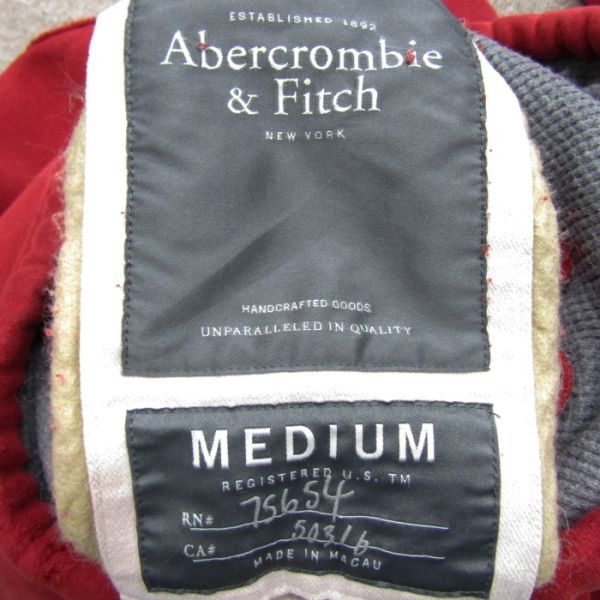 ESTABLISHED 1892
Abercrombie
& Fitch
NEW YORK
HANDCRAFTED GOODS
UNPARALLELED IN QUALITY
MEDIUM
REGISTERED U.S. TM
RN# 75654
CA# 50316
MADE IN MACAU